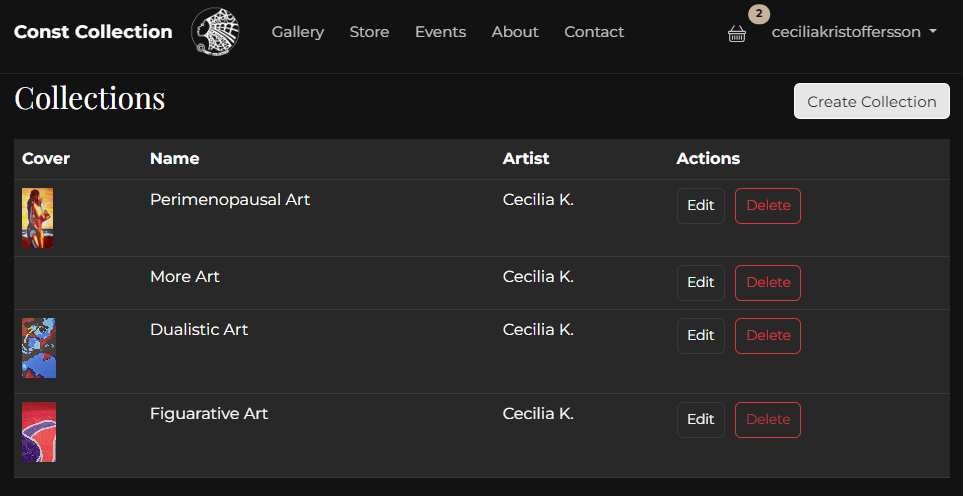 Const Collection Gallery Store Events About Contact 2 ceciliakristoffersson
Collections Create Collection
Cover Name Artist Actions
Perimenopausal Art Cecilia K. Edit Delete
More Art Cecilia K. Edit Delete
Dualistic Art Cecilia K. Edit Delete
Figuarative Art Cecilia K. Edit Delete